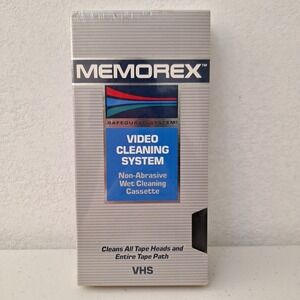 MEMOREX™
SAFEGUARD SYSTEM
VIDEO
CLEANING
SYSTEM
Non-Abrasive
Wet Cleaning
Cassette
Cleans All Tape Heads and
Entire Tape Path
VHS